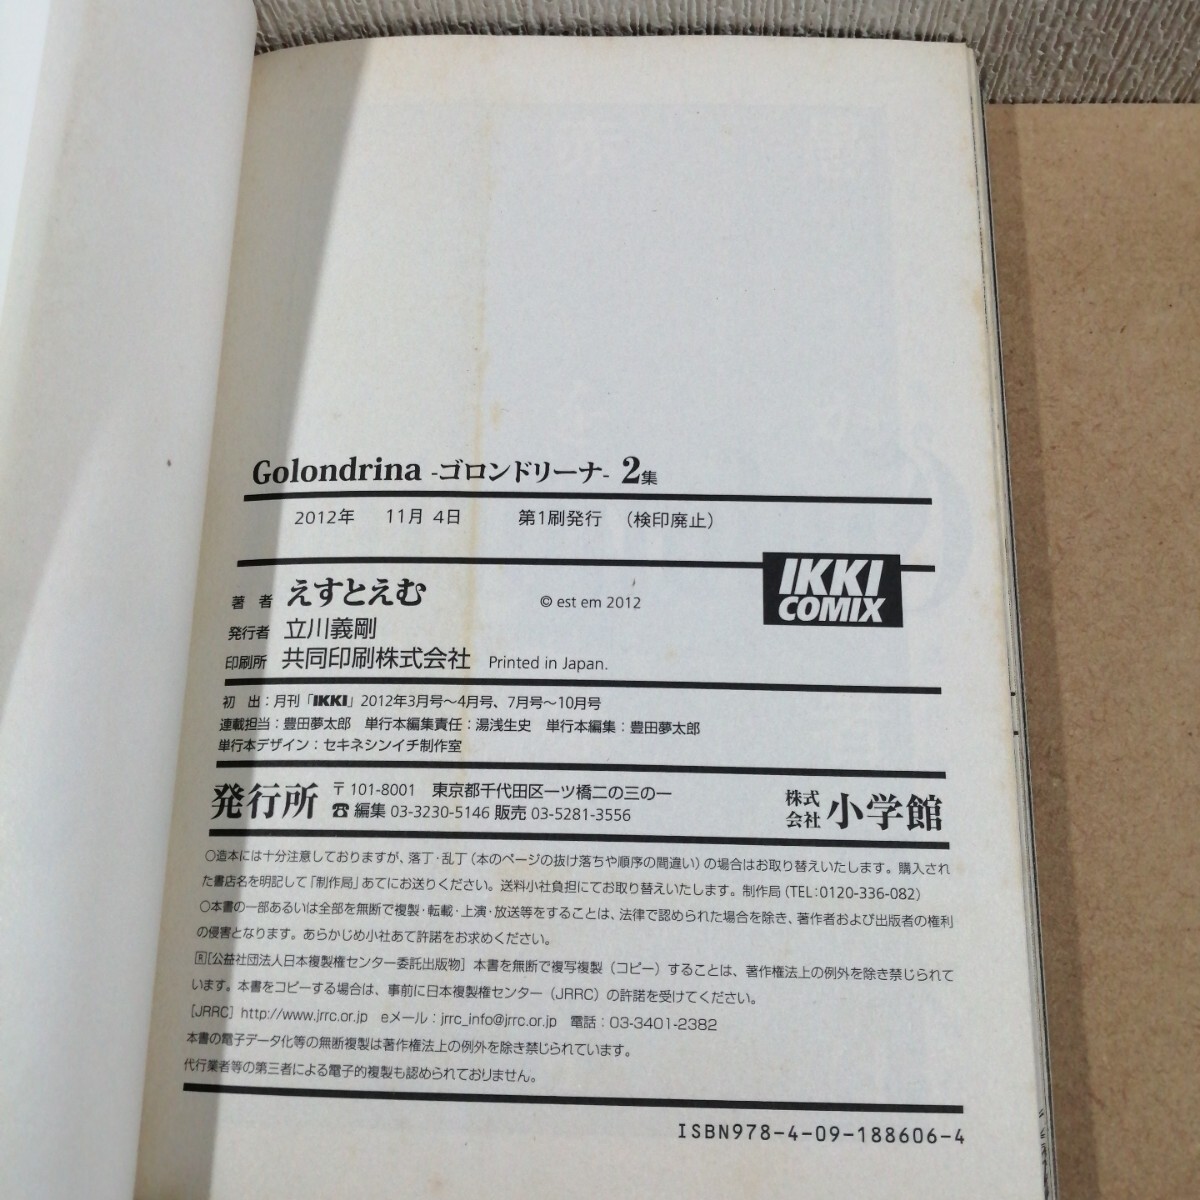 Golondrina -ゴロンドリーナ- 2集
2012年 11月 4日 第1刷発行 (検印廃止)
IKKI
COMIX
著 者 えすとえむ © est em 2012
発行者 立川義剛
印刷所 共同印刷株式会社 Printed in Japan.
初 出：月刊「IKKI」2012年3月号〜4月号、7月号〜10月号
連載担当：豊田夢太郎 単行本編集責任：湯浅生史 単行本編集：豊田夢太郎
単行本デザイン：セキネシンイチ制作室
発行所 〒101-8001 東京都千代田区一ツ橋二の三の一
☎ 編集 03-3230-5146 販売 03-5281-3556
株式会社 小学館
○造本には十分注意しておりますが、落丁・乱丁（本のページの抜け落ちや順序の間違い）の場合はお取り替えいたします。購入され
た書店名を明記して「制作局」あてにお送りください。送料小社負担にてお取り替えいたします。制作局（TEL:0120-336-082）
○本書の一部あるいは全部を無断で複製・転載・上演・放送等をすることは、法律で認められた場合を除き、著作者および出版者の権利
の侵害となります。あらかじめ小社あて許諾をお求めください。
Ⓡ[公益社団法人日本複製権センター委託出版物] 本書を無断で複写複製（コピー）することは、著作権法上の例外を除き禁じられて
います。本書をコピーする場合は、事前に日本複製権センター（JRRC）の許諾を受けてください。
[JRRC] http://www.jrrc.or.jp eメール：jrrc_info@jrrc.or.jp 電話：03-3401-2382
本書の電子データ化等の無断複製は著作権法上の例外を除き禁じられています。
代行業者等の第三者による電子的複製も認められておりません。
ISBN978-4-09-188606-4